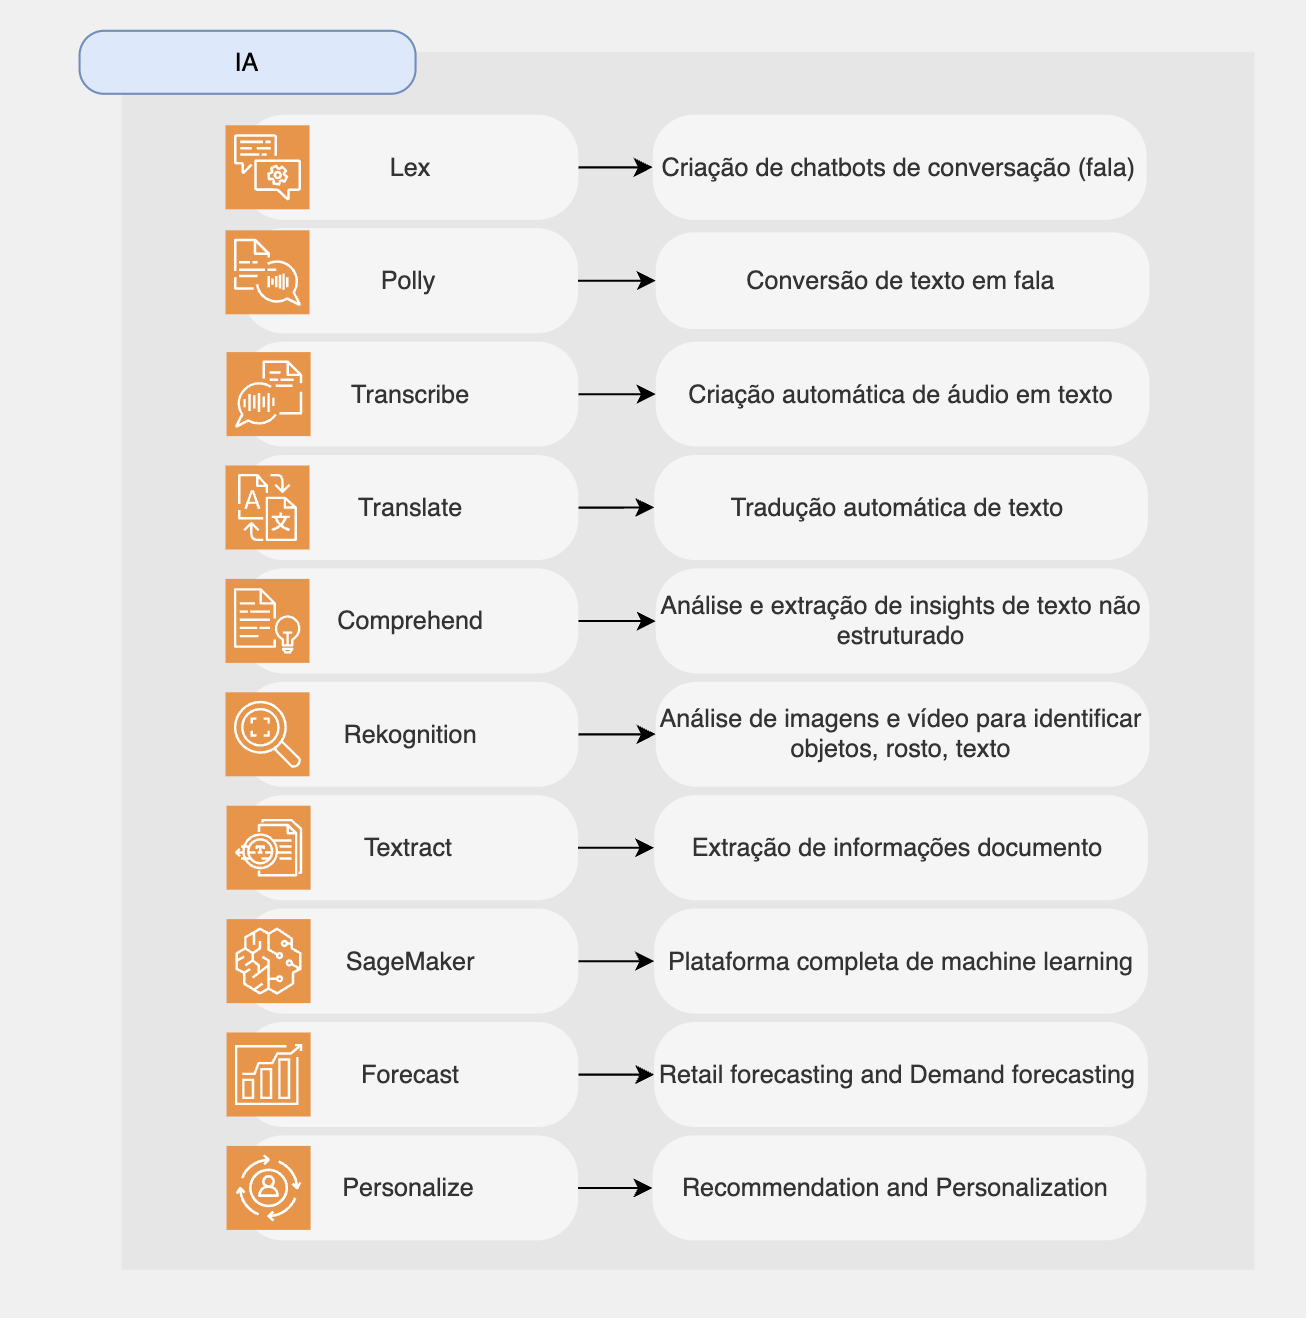 IA
Lex
Criação de chatbots de conversação (fala)
Polly
Conversão de texto em fala
Transcribe
Criação automática de áudio em texto
Translate
Tradução automática de texto
Comprehend
Análise e extração de insights de texto não
estruturado
Rekognition
Análise de imagens e vídeo para identificar
objetos, rosto, texto
Textract
Extração de informações documento
SageMaker
Plataforma completa de machine learning
Forecast
Retail forecasting and Demand forecasting
Personalize
Recommendation and Personalization